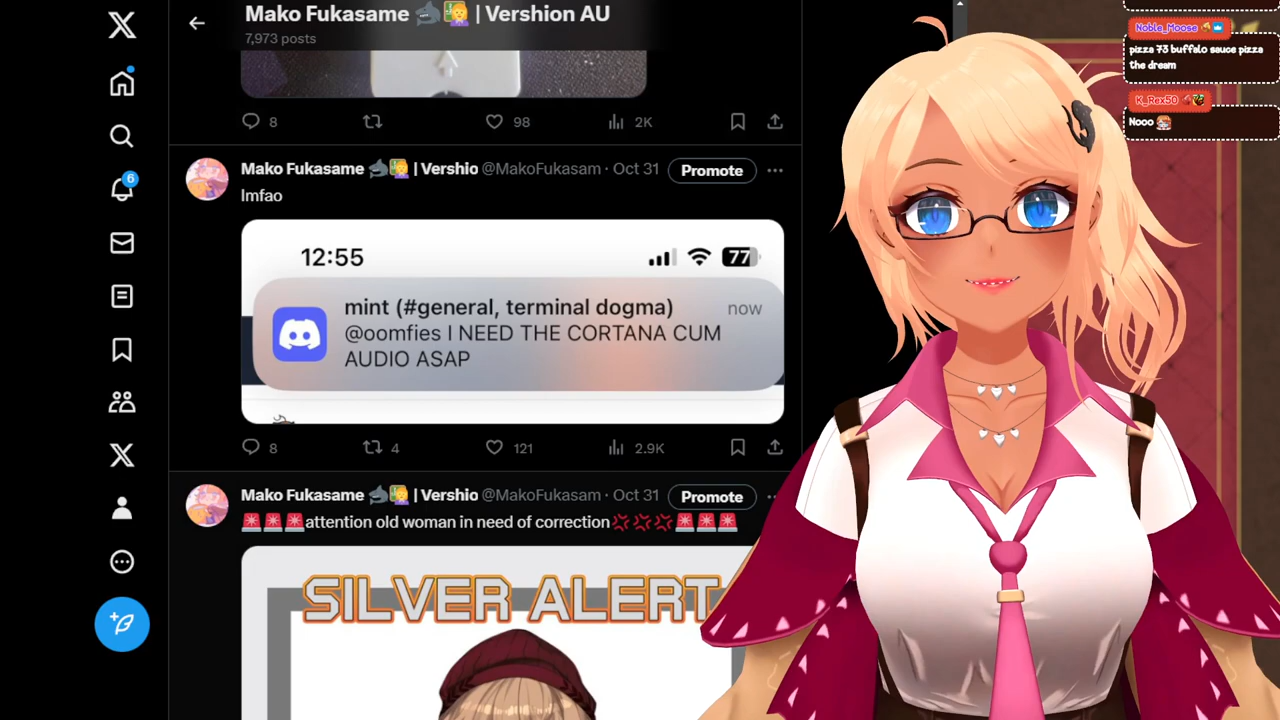 Mako Fukasame 🦈👩‍🏫 | Vershion AU
7,973 posts
8
98
2K
Mako Fukasame 🦈👩‍🏫 | Vershio @MakoFukasam · Oct 31
Promote
lmfao
12:55
77
mint (#general, terminal dogma)
now
@oomfies I NEED THE CORTANA CUM
AUDIO ASAP
8
4
121
2.9K
Mako Fukasame 🦈👩‍🏫 | Vershio @MakoFukasam · Oct 31
Promote
🚨🚨🚨attention old woman in need of correction💢💢💢🚨🚨🚨
SILVER ALERT
6
Noble_Moose
pizza 73 buffalo sauce pizza
the dream
K_Rex50
Nooo